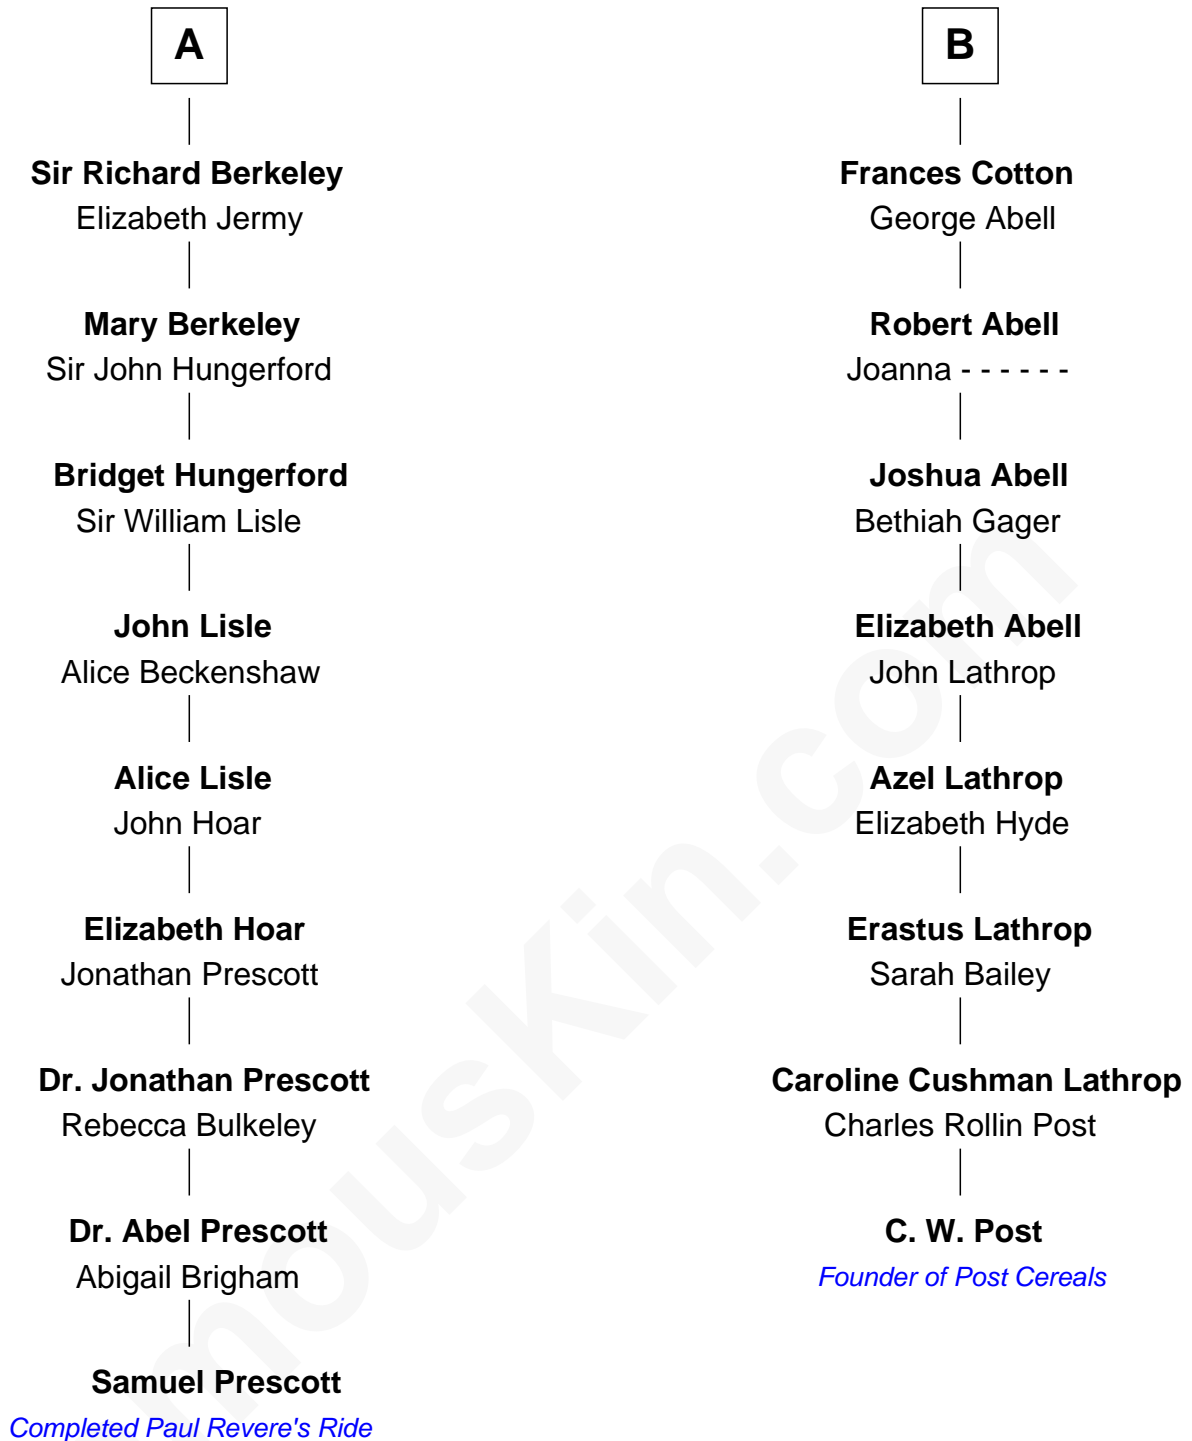 A
Sir Richard Berkeley
Elizabeth Jermy
Mary Berkeley
Sir John Hungerford
Bridget Hungerford
Sir William Lisle
John Lisle
Alice Beckenshaw
Alice Lisle
John Hoar
Elizabeth Hoar
Jonathan Prescott
Dr. Jonathan Prescott
Rebecca Bulkeley
Dr. Abel Prescott
Abigail Brigham
Samuel Prescott
Completed Paul Revere's Ride
B
Frances Cotton
George Abell
Robert Abell
Joanna - - - - - -
Joshua Abell
Bethiah Gager
Elizabeth Abell
John Lathrop
Azel Lathrop
Elizabeth Hyde
Erastus Lathrop
Sarah Bailey
Caroline Cushman Lathrop
Charles Rollin Post
C. W. Post
Founder of Post Cereals
mousKin.com